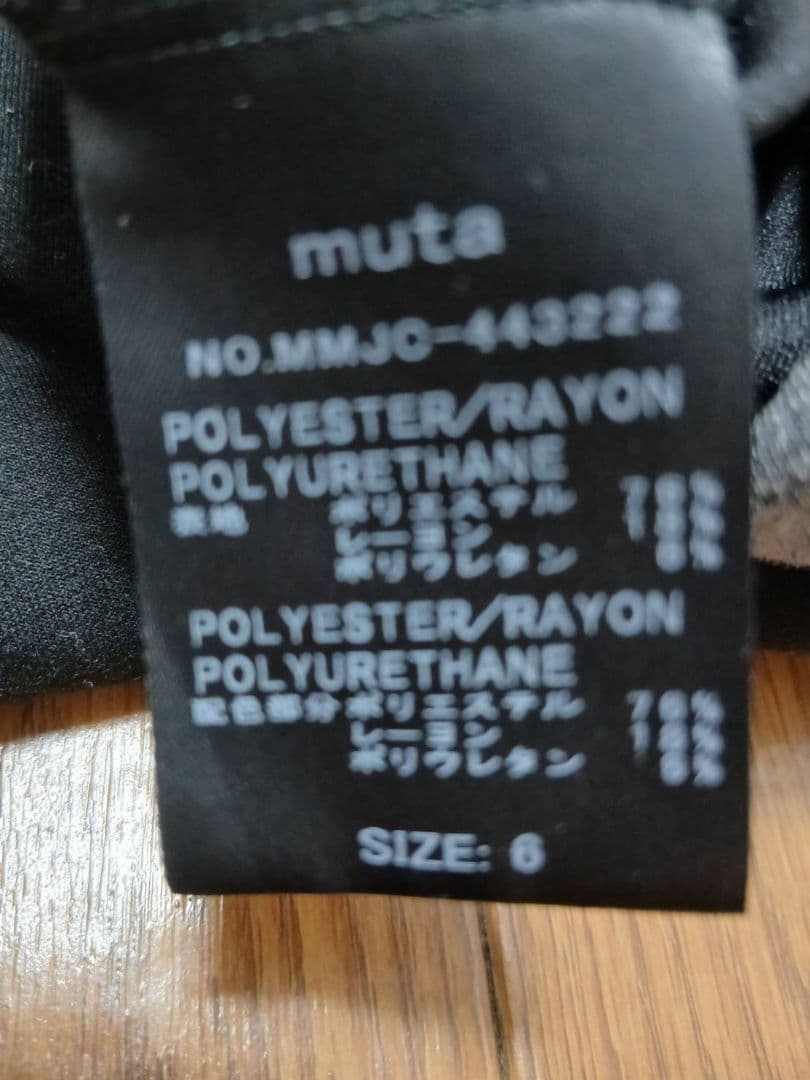 muta
NO.MMJC-443222
POLYESTER/RAYON
POLYURETHANE
表地 ポリエステル
レーヨン
ポリウレタン
POLYESTER/RAYON
POLYURETHANE
配色部分 ポリエステル
レーヨン
ポリウレタン
SIZE: 6